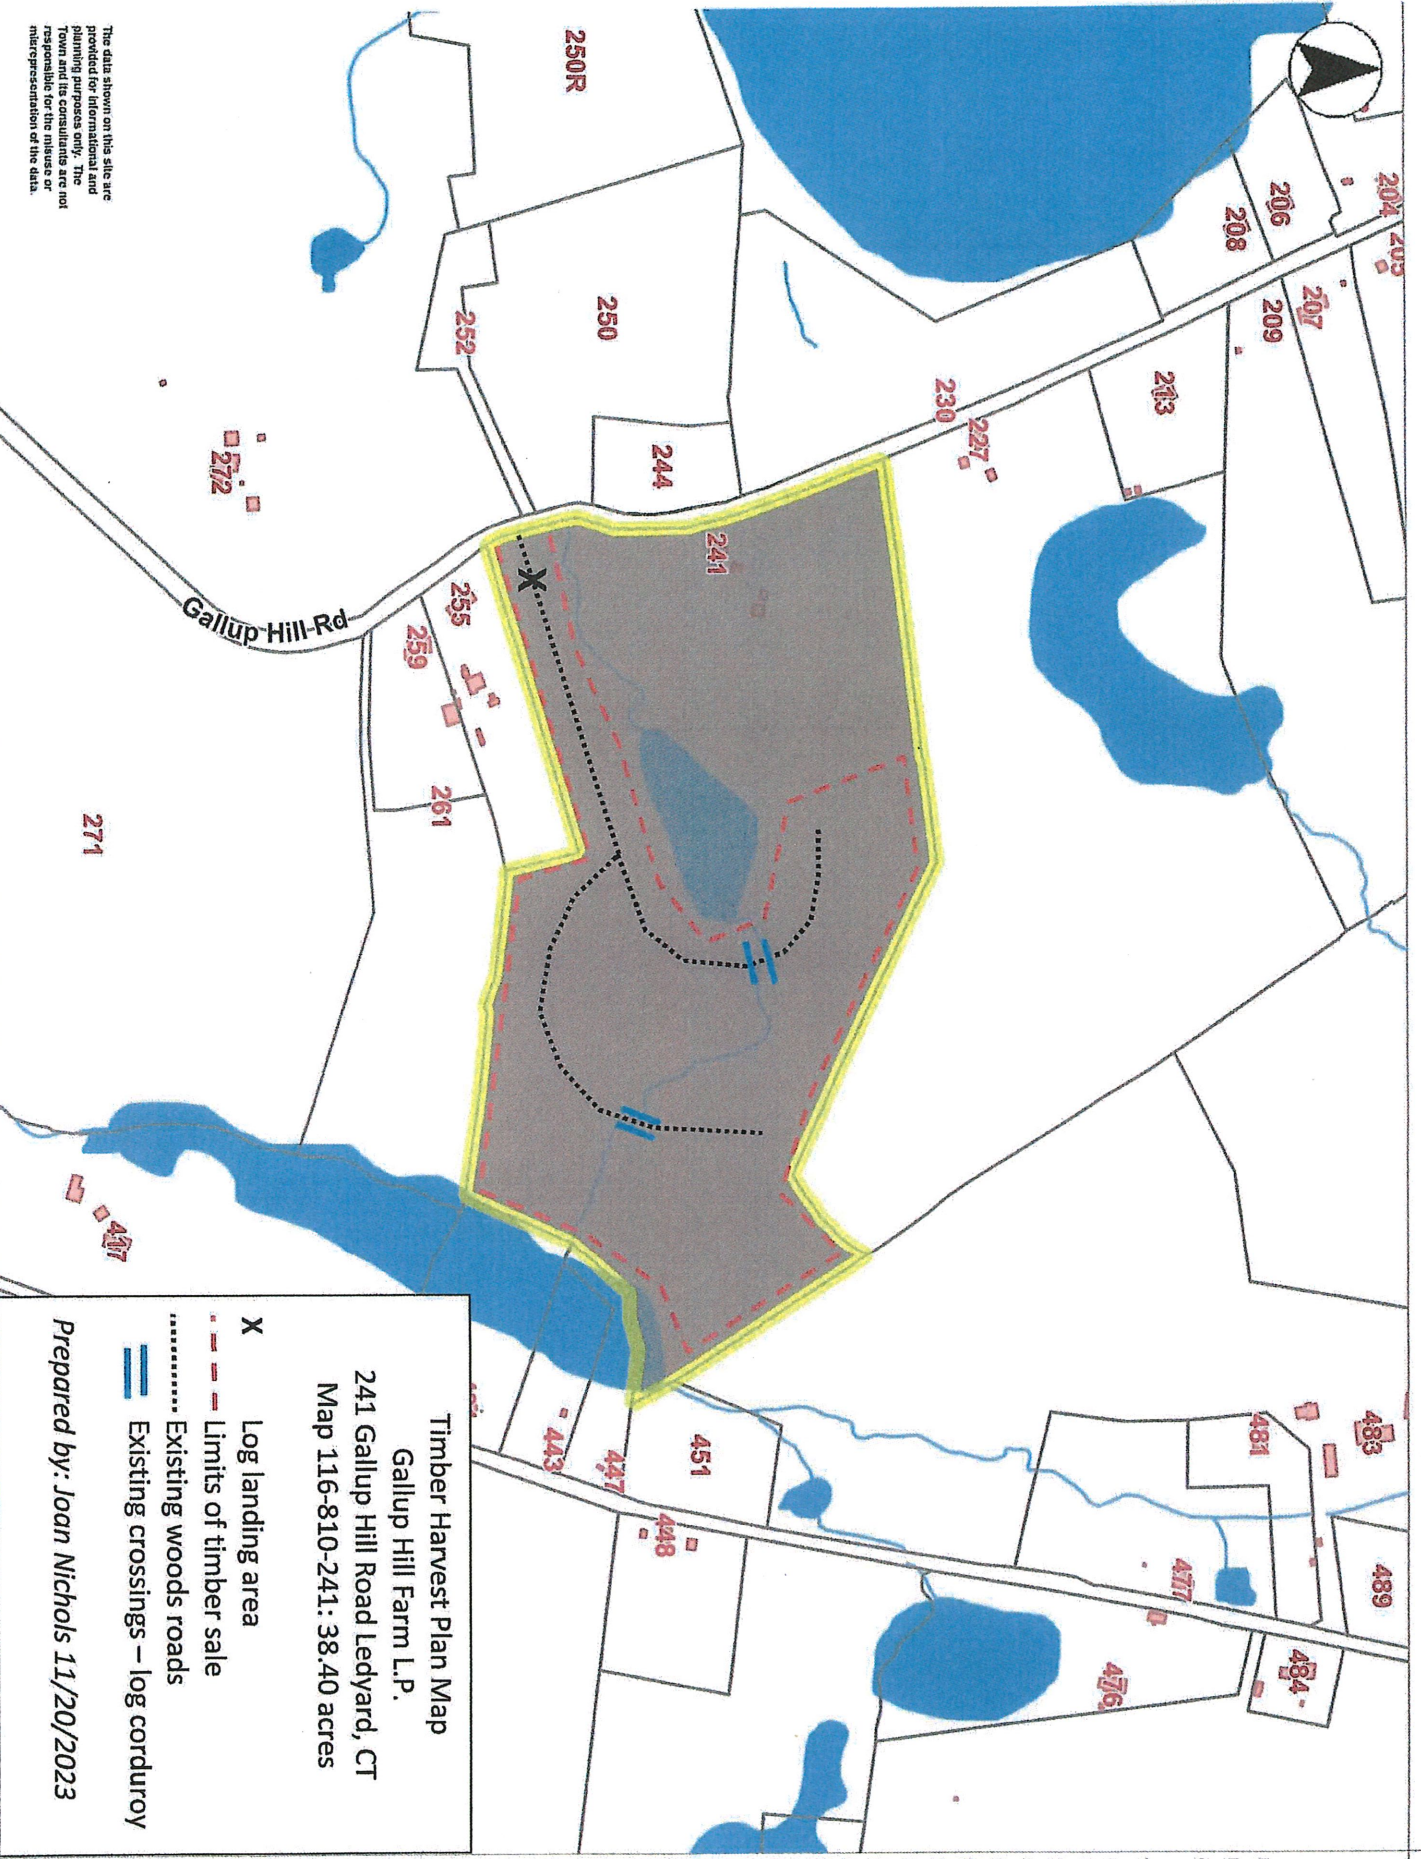 204
205
206
208
207
209
213
230
227
250R
250
252
244
241
272
Gallup Hill Rd
255
259
261
271
417
443
447
451
448
481
483
489
477
484
476
Timber Harvest Plan Map
Gallup Hill Farm L.P.
241 Gallup Hill Road Ledyard, CT
Map 116-810-241: 38.40 acres
X Log landing area
Limits of timber sale
Existing woods roads
Existing crossings – log corduroy
Prepared by: Joan Nichols 11/20/2023
X
The data shown on this site are
provided for informational and
planning purposes only. The
Town and its consultants are not
responsible for the misuse or
misrepresentation of the data.